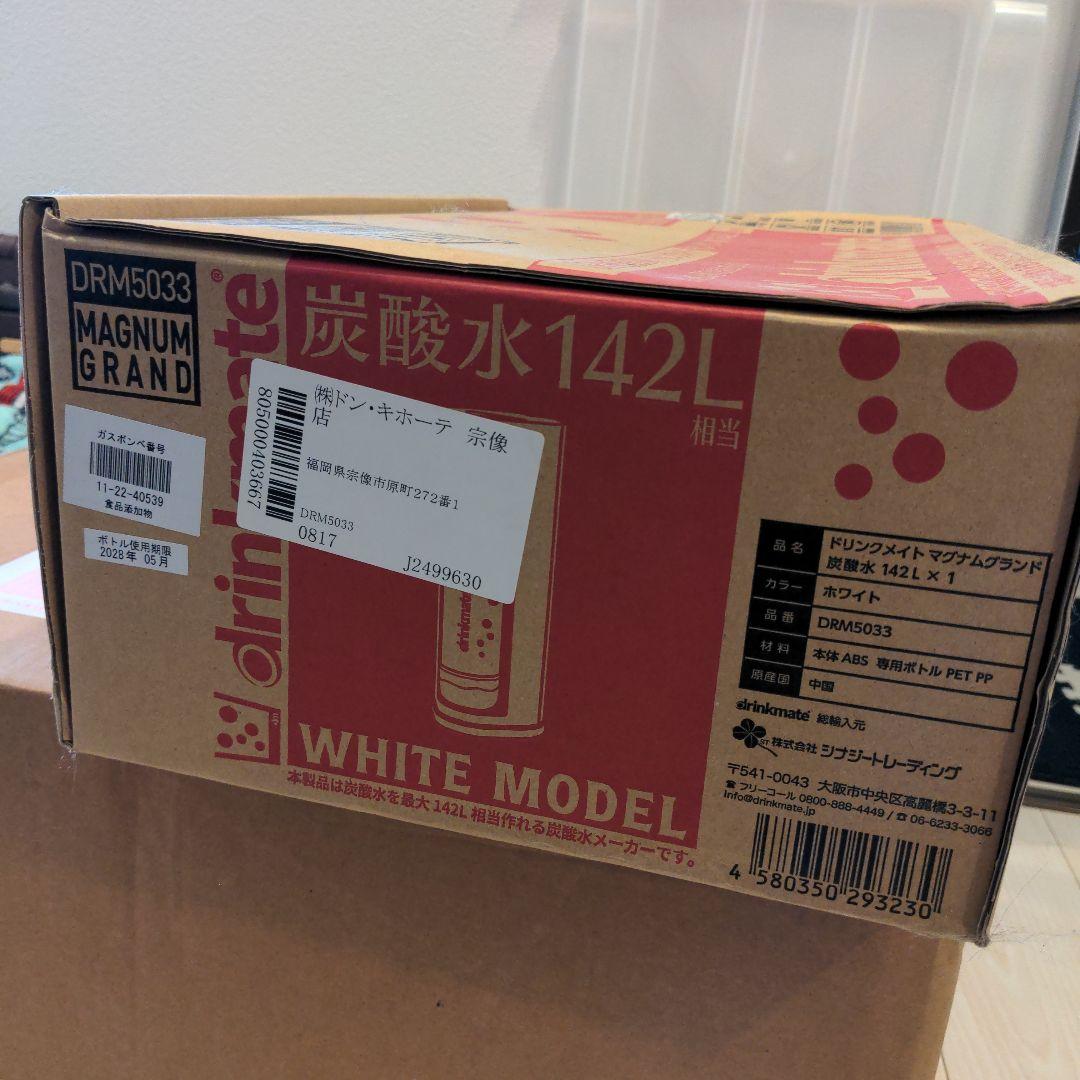 DRM5033
MAGNUM
GRAND
drinkmate®
炭酸水142L
相当
㈱ドン・キホーテ 宗像
店
福岡県宗像市原町272番1
DRM5033
0817
J2499630
805000403667
ガスボンベ番号
11-22-40539
食品添加物
ボトル使用期限
2028年 05月
drinkmate
WHITE MODEL
本製品は炭酸水を最大142L相当作れる炭酸水メーカーです。
品名 ドリンクメイト マグナムグランド
炭酸水 142L × 1
カラー ホワイト
品番 DRM5033
材料 本体 ABS 専用ボトル PET PP
原産国 中国
drinkmate® 総輸入元
ST 株式会社 シナジートレーディング
〒541-0043 大阪市中央区高麗橋3-3-11
☎ フリーコール 0800-888-4449 / ☎ 06-6233-3066
Info@drinkmate.jp
4 580350 293230